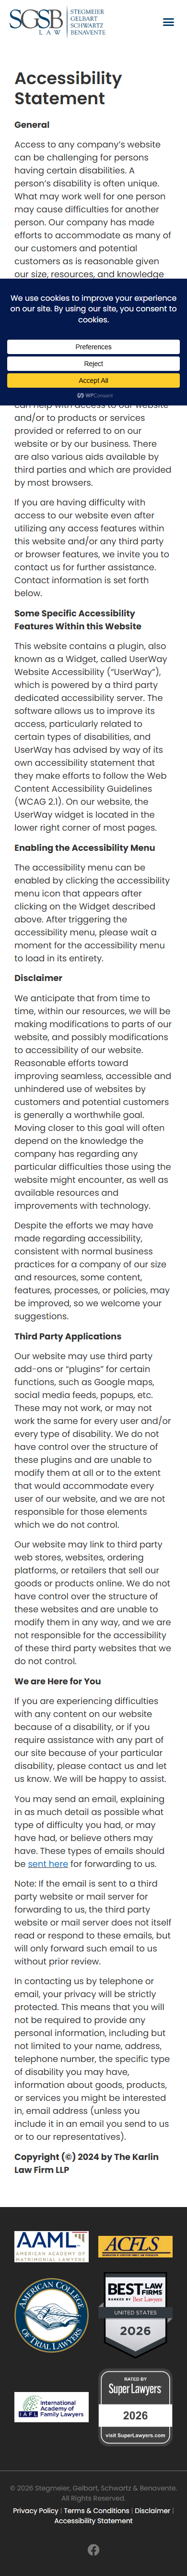 SGSB
LAW
STEGMEIER
GELBART
SCHWARTZ
BENAVENTE
Accessibility
Statement
General
Access to any company’s website
can be challenging for persons
having certain disabilities. A
person’s disability is often unique.
What may work well for one person
may cause difficulties for another
person. Our company has made
efforts to accommodate as many of
our customers and potential
customers as is reasonable given
our size, resources, and knowledge
We use cookies to improve your experience
on our site. By using our site, you consent to
cookies.
Preferences
Reject
Accept All
WPConsent
can help with access to our website
and/or to products or services
provided or referred to on our
website or by our business. There
are also various aids available by
third parties and which are provided
by most browsers.
If you are having difficulty with
access to our website even after
utilizing any access features within
this website and/or any third party
or browser features, we invite you to
contact us for further assistance.
Contact information is set forth
below.
Some Specific Accessibility
Features Within this Website
This website contains a plugin, also
known as a Widget, called UserWay
Website Accessibility (“UserWay”),
which is powered by a third party
dedicated accessibility server. The
software allows us to improve its
access, particularly related to
certain types of disabilities, and
UserWay has advised by way of its
own accessibility statement that
they make efforts to follow the Web
Content Accessibility Guidelines
(WCAG 2.1). On our website, the
UserWay widget is located in the
lower right corner of most pages.
Enabling the Accessibility Menu
The accessibility menu can be
enabled by clicking the accessibility
menu icon that appears after
clicking on the Widget described
above. After triggering the
accessibility menu, please wait a
moment for the accessibility menu
to load in its entirety.
Disclaimer
We anticipate that from time to
time, within our resources, we will be
making modifications to parts of our
website, and possibly modifications
to accessibility of our website.
Reasonable efforts toward
improving seamless, accessible and
unhindered use of websites by
customers and potential customers
is generally a worthwhile goal.
Moving closer to this goal will often
depend on the knowledge the
company has regarding any
particular difficulties those using the
website might encounter, as well as
available resources and
improvements with technology.
Despite the efforts we may have
made regarding accessibility,
consistent with normal business
practices for a company of our size
and resources, some content,
features, processes, or policies, may
be improved, so we welcome your
suggestions.
Third Party Applications
Our website may use third party
add-ons or “plugins” for certain
functions, such as Google maps,
social media feeds, popups, etc.
These may not work, or may not
work the same for every user and/or
every type of disability. We do not
have control over the structure of
these plugins and are unable to
modify them at all or to the extent
that would accommodate every
user of our website, and we are not
responsible for those elements
which we do not control.
Our website may link to third party
web stores, websites, ordering
platforms, or retailers that sell our
goods or products online. We do not
have control over the structure of
these websites and are unable to
modify them in any way, and we are
not responsible for the accessibility
of these third party websites that we
do not control.
We are Here for You
If you are experiencing difficulties
with any content on our website
because of a disability, or if you
require assistance with any part of
our website because of your particular
disability, please contact us and let
us know. We will be happy to assist.
You may send an email, explaining
in as much detail as possible what
type of difficulty you had, or may
have had, or believe others may
have. These types of emails should
be sent here for forwarding to us.
Note: If the email is sent to a third
party website or mail server for
forwarding to us, the third party
website or mail server does not itself
read or respond to these emails, but
will only forward such email to us
without prior review.
In contacting us by telephone or
email, your privacy will be strictly
protected. This means that you will
not be required to provide any
personal information, including but
not limited to your name, address,
telephone number, the specific type
of disability you may have,
information about goods, products,
or services you might be interested
in, email address (unless you
include it in an email you send to us
or to our representatives).
Copyright (©) 2024 by The Karlin
Law Firm LLP
AAML
AMERICAN ACADEMY OF
MATRIMONIAL LAWYERS
ACFLS
AMERICAN COLLEGE
OF TRIAL LAWYERS
BEST LAW
FIRMS
Best Lawyers
UNITED STATES
2026
International
Academy of
Family Lawyers
IAFL
RATED BY
Super Lawyers
2026
visit SuperLawyers.com
© 2026 Stegmeier, Gelbart, Schwartz & Benavente.
All Rights Reserved.
Privacy Policy | Terms & Conditions | Disclaimer |
Accessibility Statement